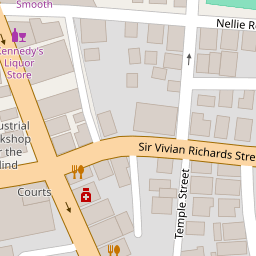 Smooth
Nellie R
Kennedy's
Liquor
Store
ustrial
kshop
r the
lind
Sir Vivian Richards Stre
Courts
Temple Street